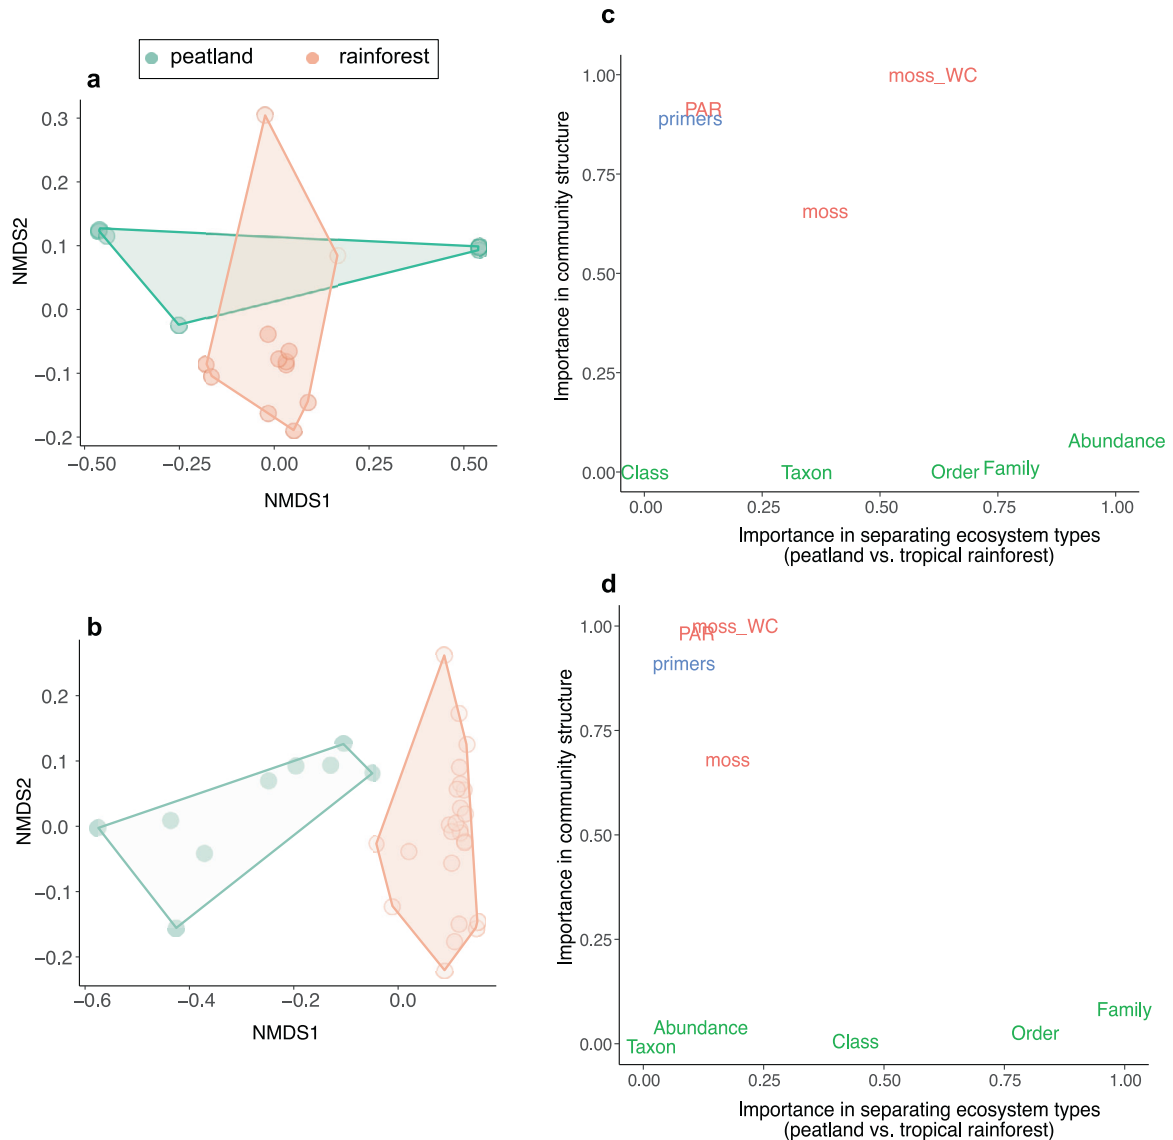 peatland
rainforest
a
0.3
0.2
0.1
0.0
−0.1
−0.2
NMDS2
−0.50
−0.25
0.00
0.25
0.50
NMDS1
c
1.00
0.75
0.50
0.25
0.00
Importance in community structure
moss_WC
PAR
primers
moss
Abundance
Class
Taxon
Order
Family
0.00
0.25
0.50
0.75
1.00
Importance in separating ecosystem types
(peatland vs. tropical rainforest)
b
0.2
0.1
0.0
−0.1
−0.2
NMDS2
−0.6
−0.4
−0.2
0.0
NMDS1
d
1.00
0.75
0.50
0.25
0.00
Importance in community structure
moss_WC
PAR
primers
moss
Family
Abundance
Order
Class
Taxon
0.00
0.25
0.50
0.75
1.00
Importance in separating ecosystem types
(peatland vs. tropical rainforest)